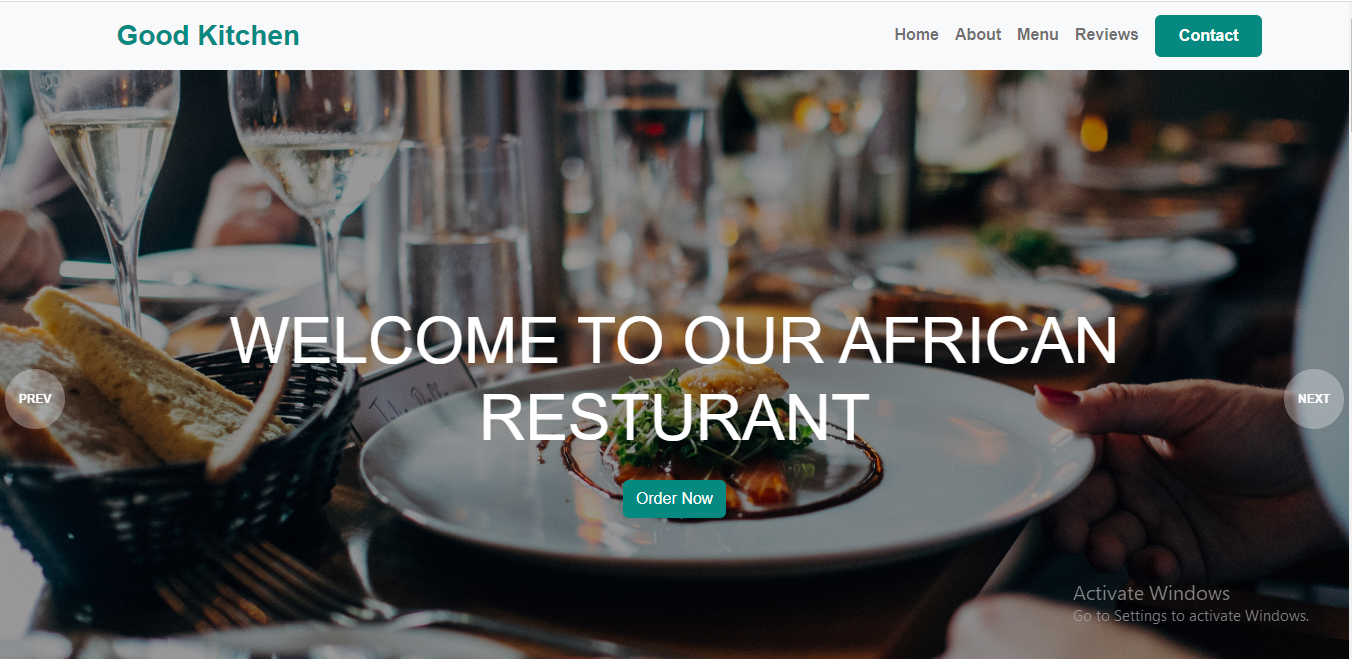 Good Kitchen
Home About Menu Reviews Contact
WELCOME TO OUR AFRICAN
RESTURANT
PREV
NEXT
Order Now
Activate Windows
Go to Settings to activate Windows.